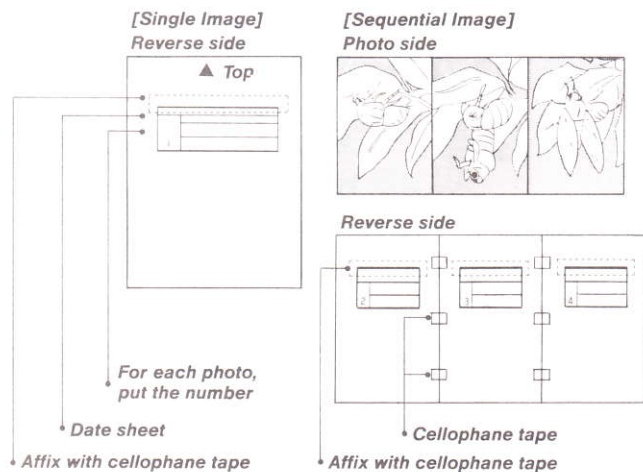 [Single Image]
Reverse side
▲ Top
1
For each photo,
put the number
Date sheet
Affix with cellophane tape
[Sequential Image]
Photo side
Reverse side
2
3
4
Cellophane tape
Affix with cellophane tape